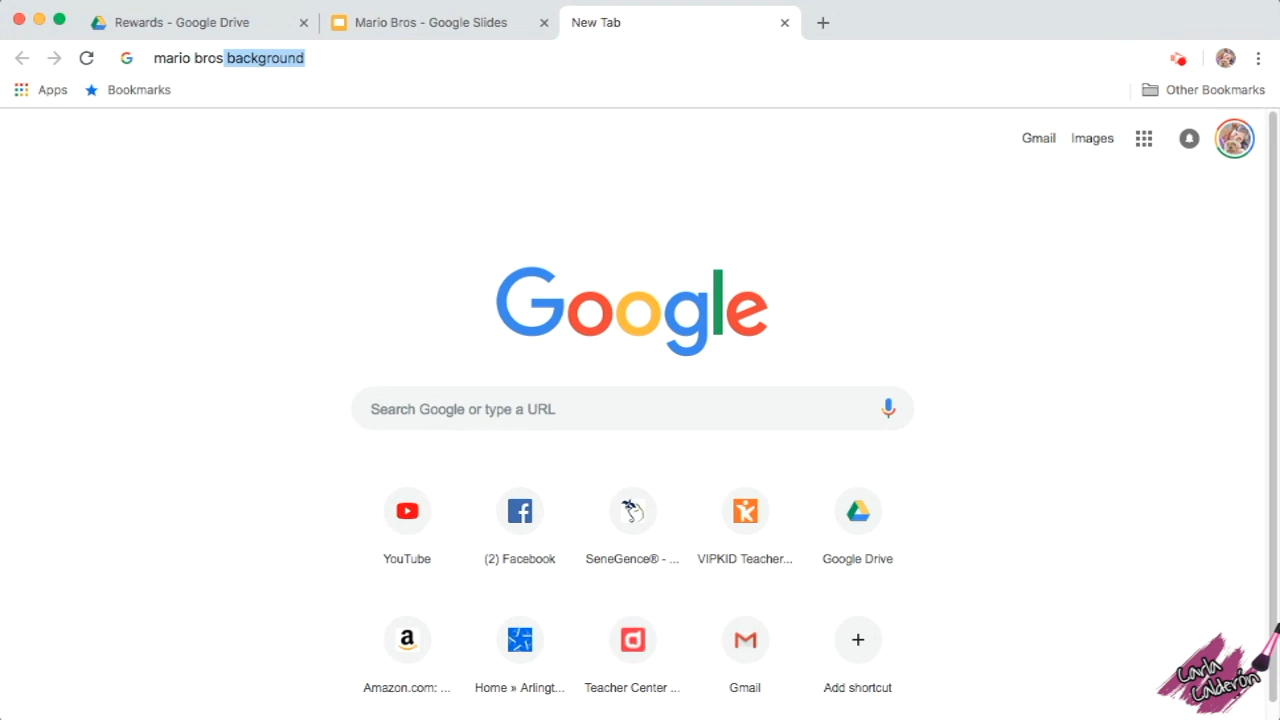 Rewards - Google Drive
Mario Bros - Google Slides
New Tab
mario bros background
Apps
Bookmarks
Other Bookmarks
Gmail
Images
Google
Search Google or type a URL
YouTube
(2) Facebook
SeneGence® - ...
VIPKID Teacher...
Google Drive
Amazon.com: ...
Home » Arlingt...
Teacher Center ...
Gmail
Add shortcut
Carla
Calderón